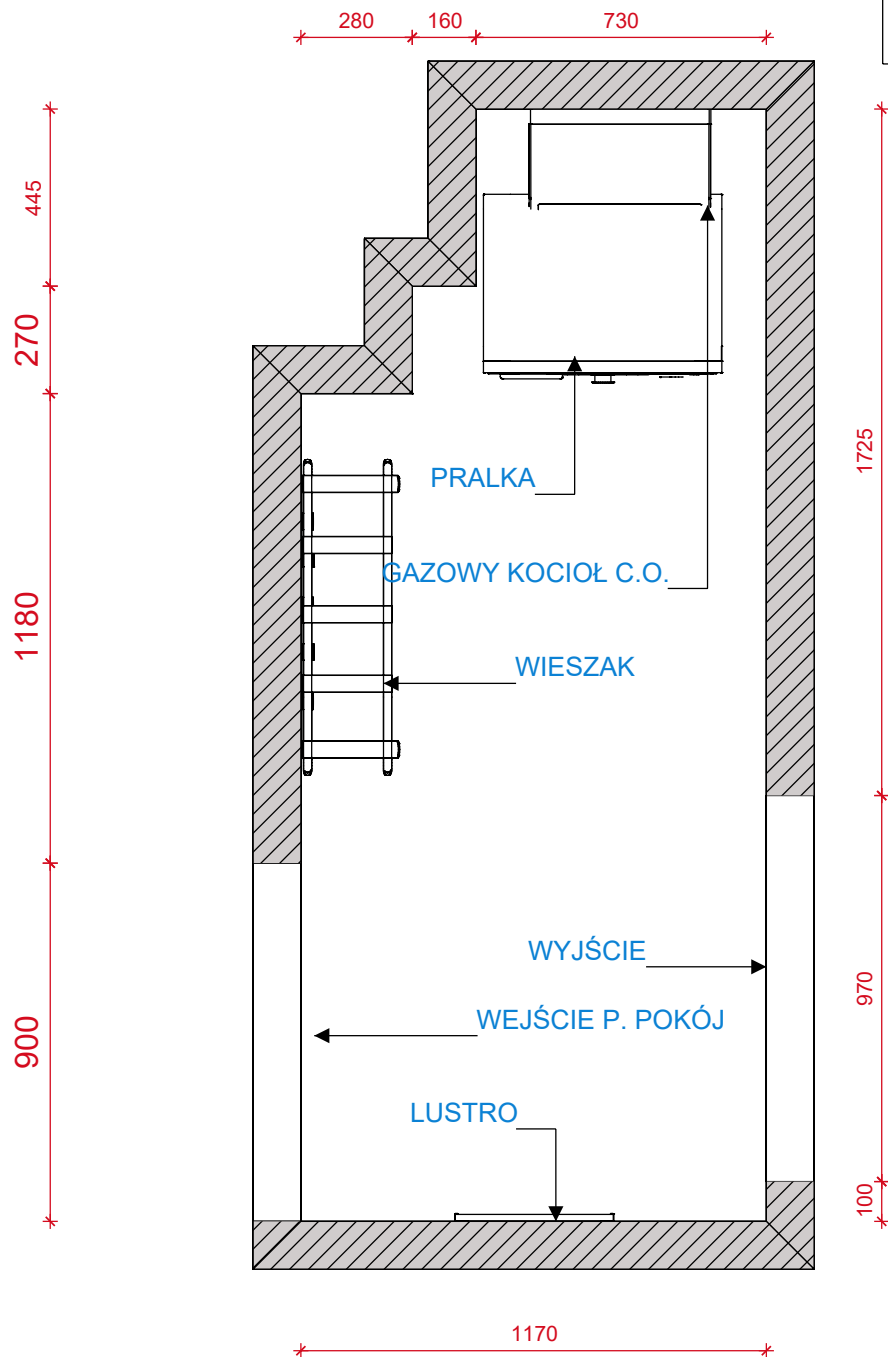 280
160
730
445
270
1180
900
1725
970
100
PRALKA
GAZOWY KOCIOŁ C.O.
WIESZAK
WYJŚCIE
WEJŚCIE P. POKÓJ
LUSTRO
1170